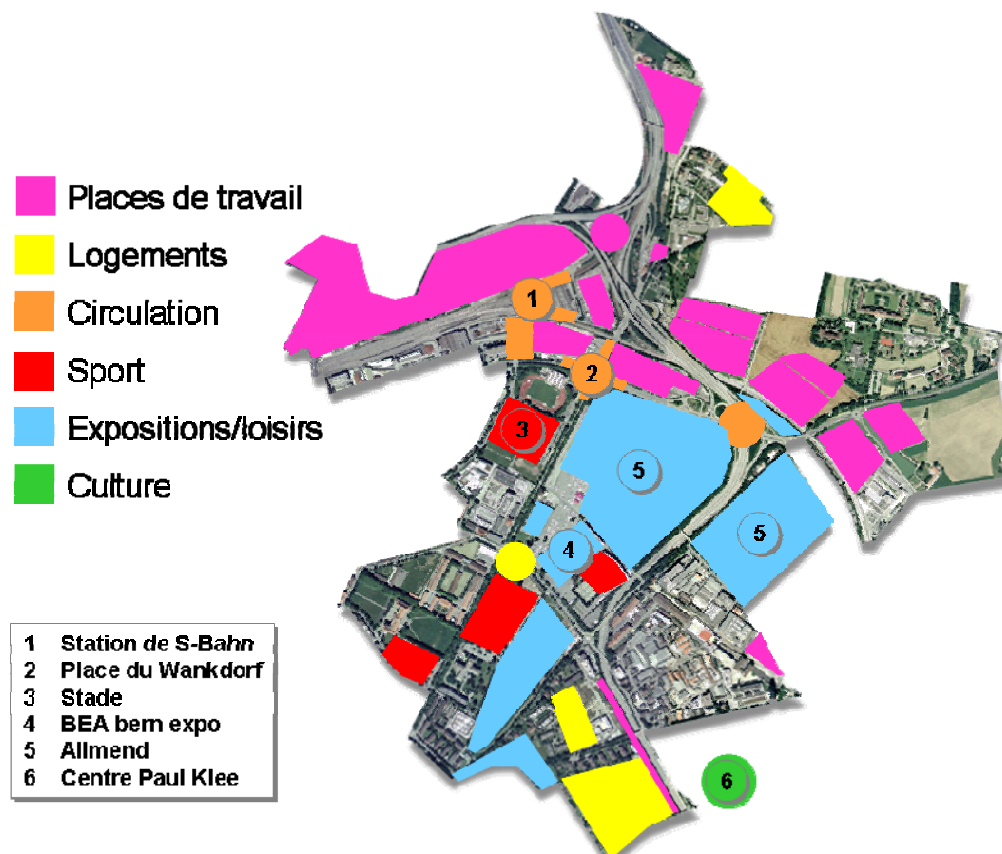 Places de travail
Logements
Circulation
Sport
Expositions/loisirs
Culture
1 Station de S-Bahn
2 Place du Wankdorf
3 Stade
4 BEA bern expo
5 Allmend
6 Centre Paul Klee
1
2
3
5
5
4
6